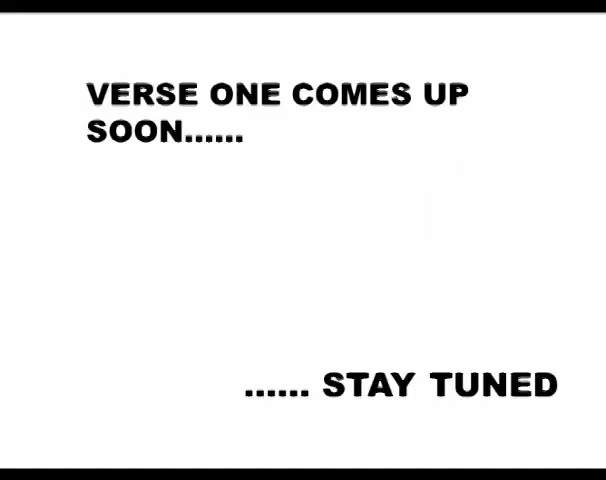 VERSE ONE COMES UP
SOON......
...... STAY TUNED